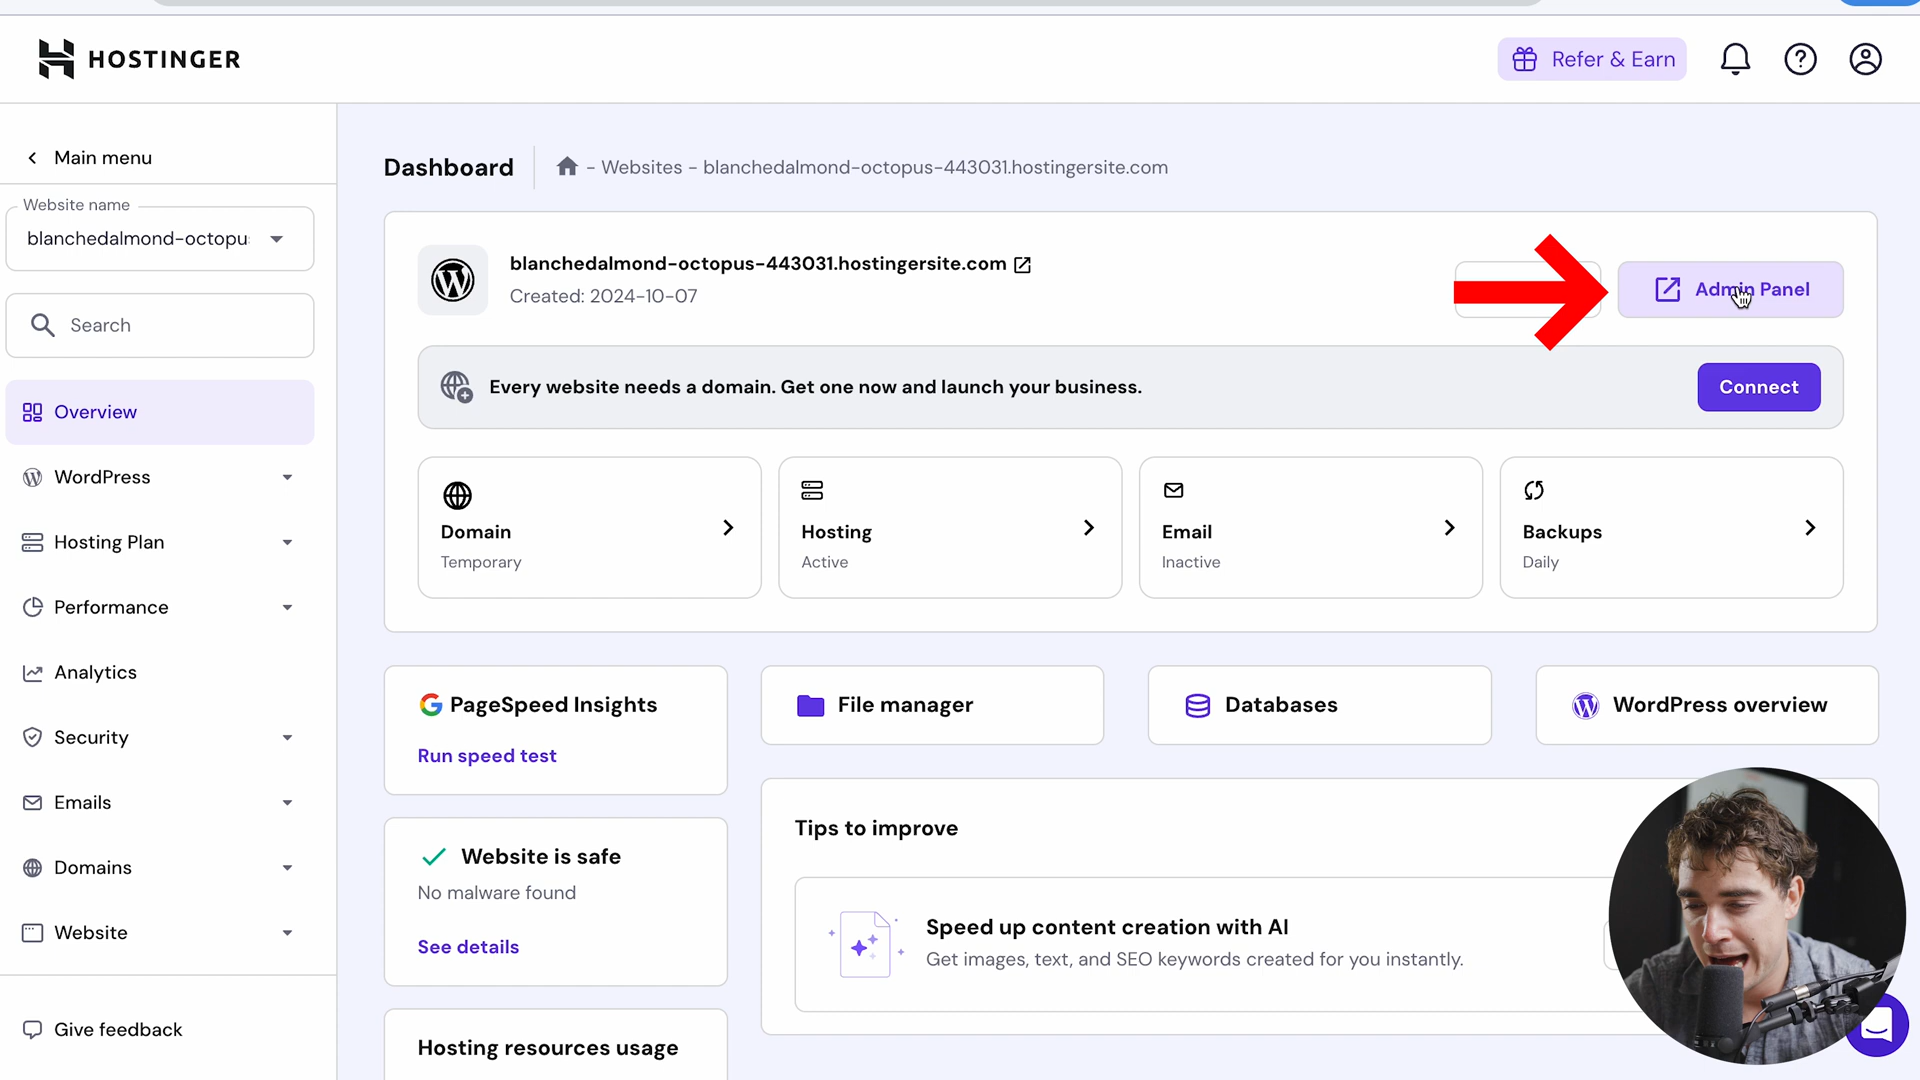 HOSTINGER
Refer & Earn
Main menu
Website name
blanchedalmond-octopu
Search
Overview
WordPress
Hosting Plan
Performance
Analytics
Security
Emails
Domains
Website
Give feedback
Dashboard
- Websites - blanchedalmond-octopus-443031.hostingersite.com
blanchedalmond-octopus-443031.hostingersite.com
Created: 2024-10-07
Admin Panel
Every website needs a domain. Get one now and launch your business.
Connect
Domain
Temporary
Hosting
Active
Email
Inactive
Backups
Daily
PageSpeed Insights
Run speed test
File manager
Databases
WordPress overview
Website is safe
No malware found
See details
Tips to improve
Speed up content creation with AI
Get images, text, and SEO keywords created for you instantly.
Hosting resources usage